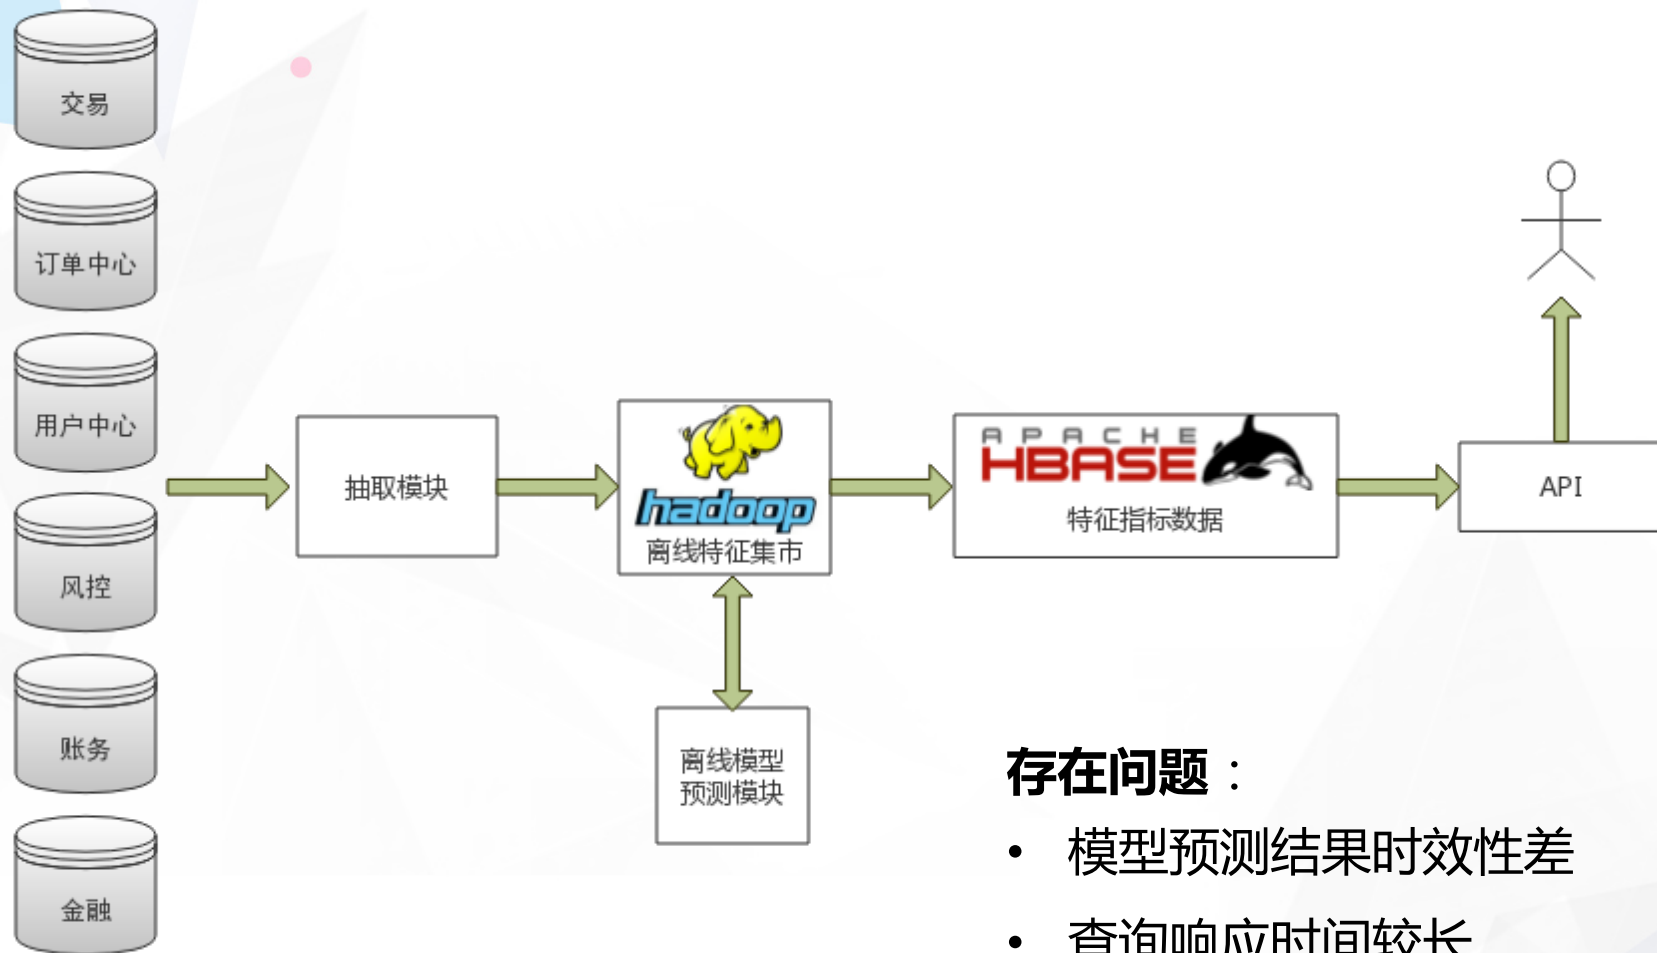 交易
订单中心
用户中心
风控
账务
金融
抽取模块
hadoop
离线特征集市
离线模型
预测模块
APACHE
HBASE
特征指标数据
API
存在问题：
• 模型预测结果时效性差
• 查询响应时间较长